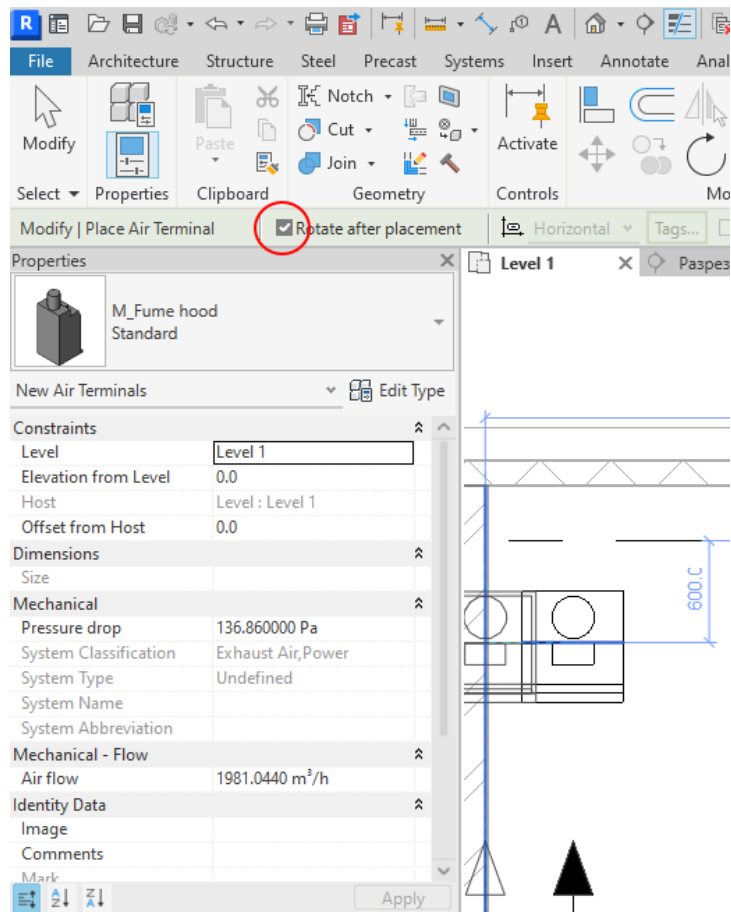 R
A
File Architecture Structure Steel Precast Systems Insert Annotate Anal
Modify
Paste
Notch
Cut
Join
Activate
Select Properties Clipboard Geometry Controls Mo
Modify | Place Air Terminal Rotate after placement Horizontal Tags...
Properties
Level 1 Разрез
M_Fume hood
Standard
New Air Terminals Edit Type
Constraints
Level Level 1
Elevation from Level 0.0
Host Level : Level 1
Offset from Host 0.0
Dimensions
Size
Mechanical
Pressure drop 136.860000 Pa
System Classification Exhaust Air,Power
System Type Undefined
System Name
System Abbreviation
Mechanical - Flow
Air flow 1981.0440 m³/h
Identity Data
Image
Comments
Mark
Apply
600.0